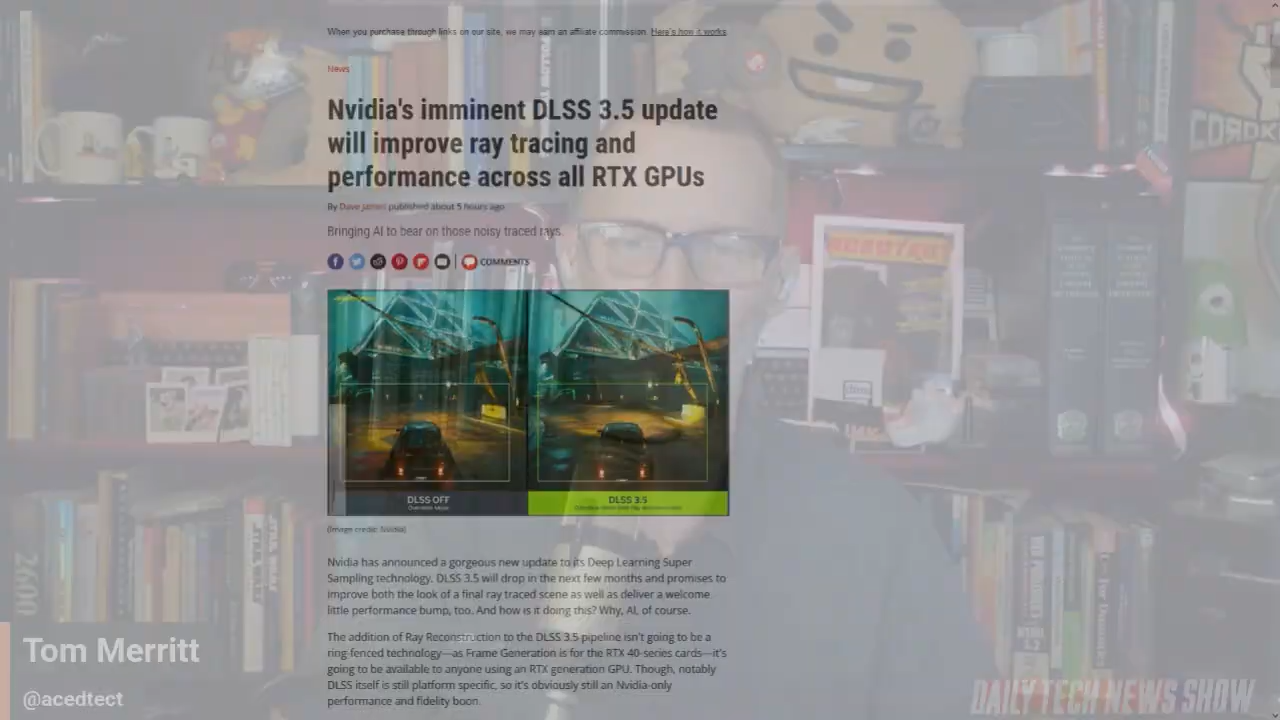 When you purchase through links on our site, we may earn an affiliate commission. Here's how it works.
News
Nvidia's imminent DLSS 3.5 update
will improve ray tracing and
performance across all RTX GPUs
By Dave James published about 5 hours ago
Bringing AI to bear on those noisy traced rays.
COMMENTS
DLSS OFF
DLSS 3.5
(Image credit: Nvidia)
Nvidia has announced a gorgeous new update to its Deep Learning Super
Sampling technology. DLSS 3.5 will drop in the next few months and promises to
improve both the look of a final ray traced scene as well as deliver a welcome
little performance bump, too. And how is it doing this? Why, AI, of course.
The addition of Ray Reconstruction to the DLSS 3.5 pipeline isn't going to be a
ring-fenced technology—as Frame Generation is for the RTX 40-series cards—it's
going to be available to anyone using an RTX generation GPU. Though, notably
DLSS itself is still platform specific, so it's obviously still an Nvidia-only
performance and fidelity boon.
2600
Tom Merritt
@acedtect
DAILY TECH NEWS SHOW